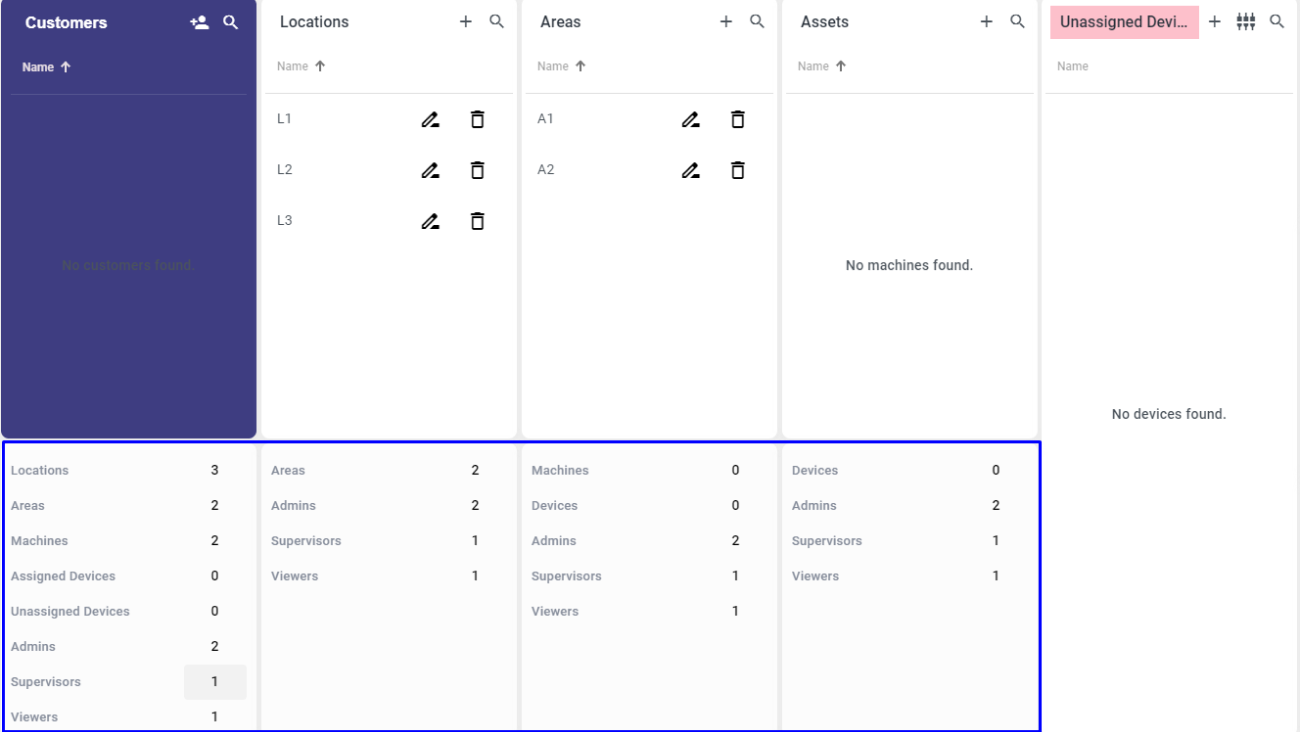 Customers
Name
No customers found.
Locations 3
Areas 2
Machines 2
Assigned Devices 0
Unassigned Devices 0
Admins 2
Supervisors 1
Viewers 1
Locations
Name
L1
L2
L3
Areas 2
Admins 2
Supervisors 1
Viewers 1
Areas
Name
A1
A2
Machines 0
Devices 0
Admins 2
Supervisors 1
Viewers 1
Assets
Name
No machines found.
Devices 0
Admins 2
Supervisors 1
Viewers 1
Unassigned Devi...
Name
No devices found.